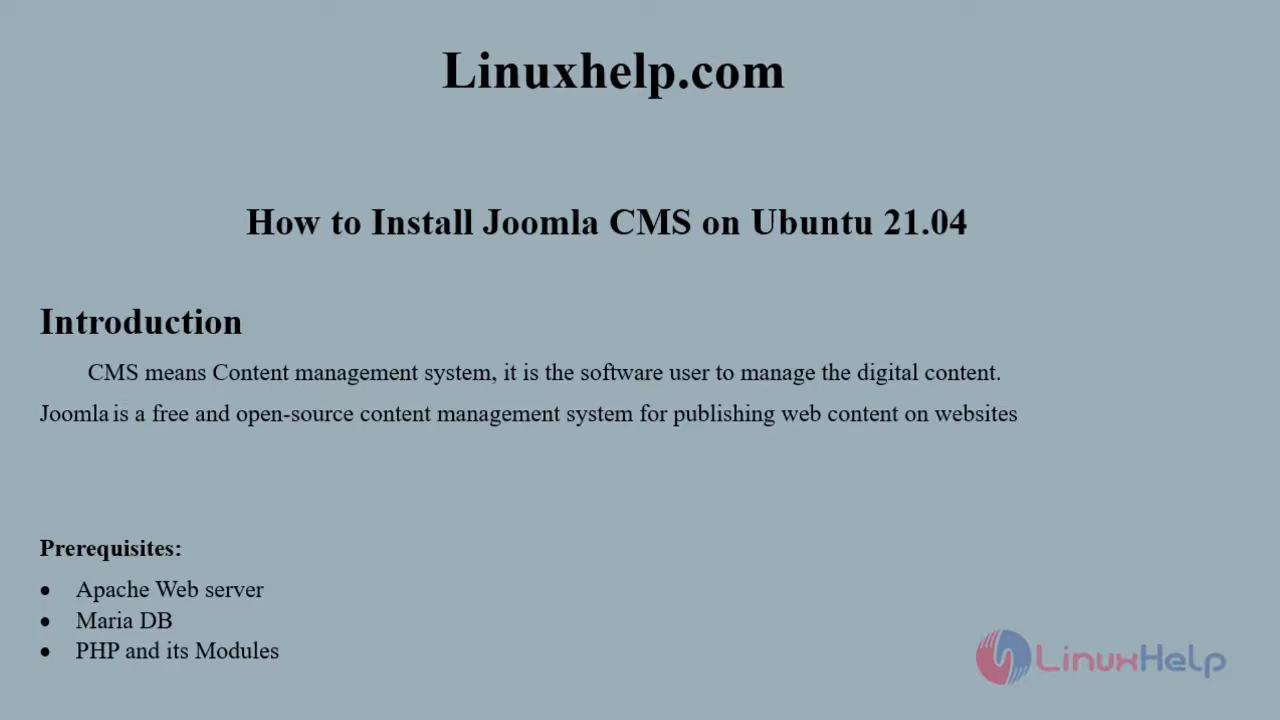 Linuxhelp.com
How to Install Joomla CMS on Ubuntu 21.04
Introduction
CMS means Content management system, it is the software user to manage the digital content.
Joomla is a free and open-source content management system for publishing web content on websites
Prerequisites:
• Apache Web server
• Maria DB
• PHP and its Modules
LinuxHelp